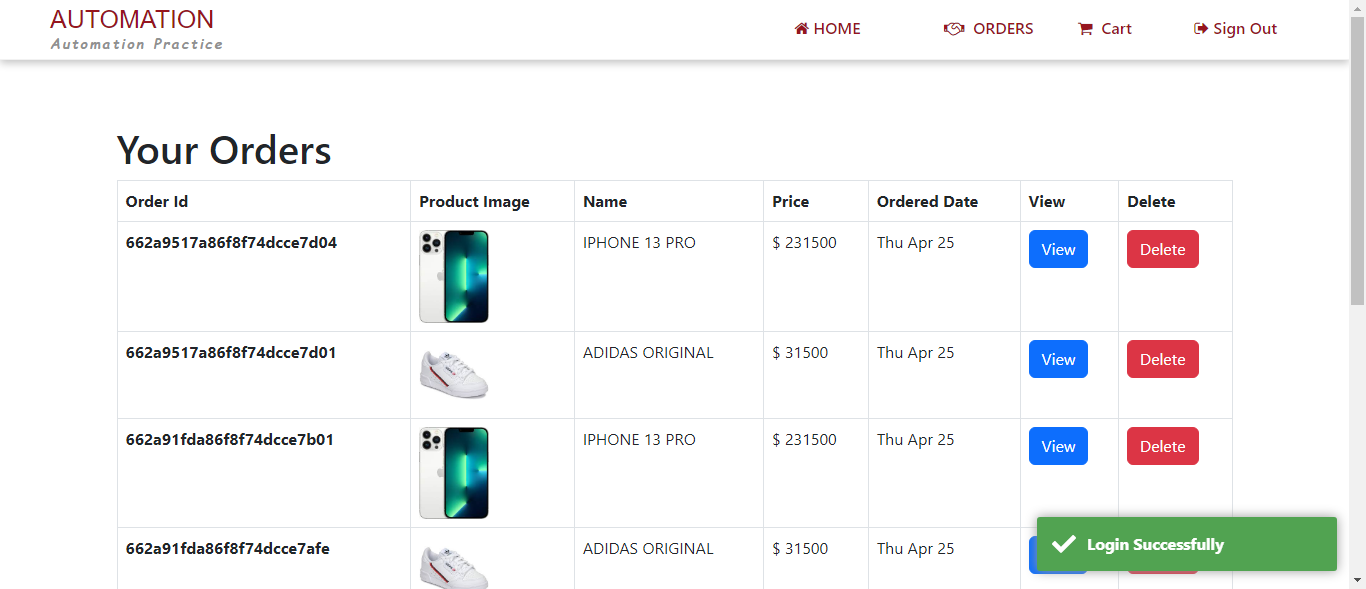 AUTOMATION
Automation Practice
HOME ORDERS Cart Sign Out
Your Orders
Order Id Product Image Name Price Ordered Date View Delete
662a9517a86f8f74dcce7d04 IPHONE 13 PRO $ 231500 Thu Apr 25 View Delete
662a9517a86f8f74dcce7d01 ADIDAS ORIGINAL $ 31500 Thu Apr 25 View Delete
662a91fda86f8f74dcce7b01 IPHONE 13 PRO $ 231500 Thu Apr 25 View Delete
662a91fda86f8f74dcce7afe ADIDAS ORIGINAL $ 31500 Thu Apr 25
Login Successfully